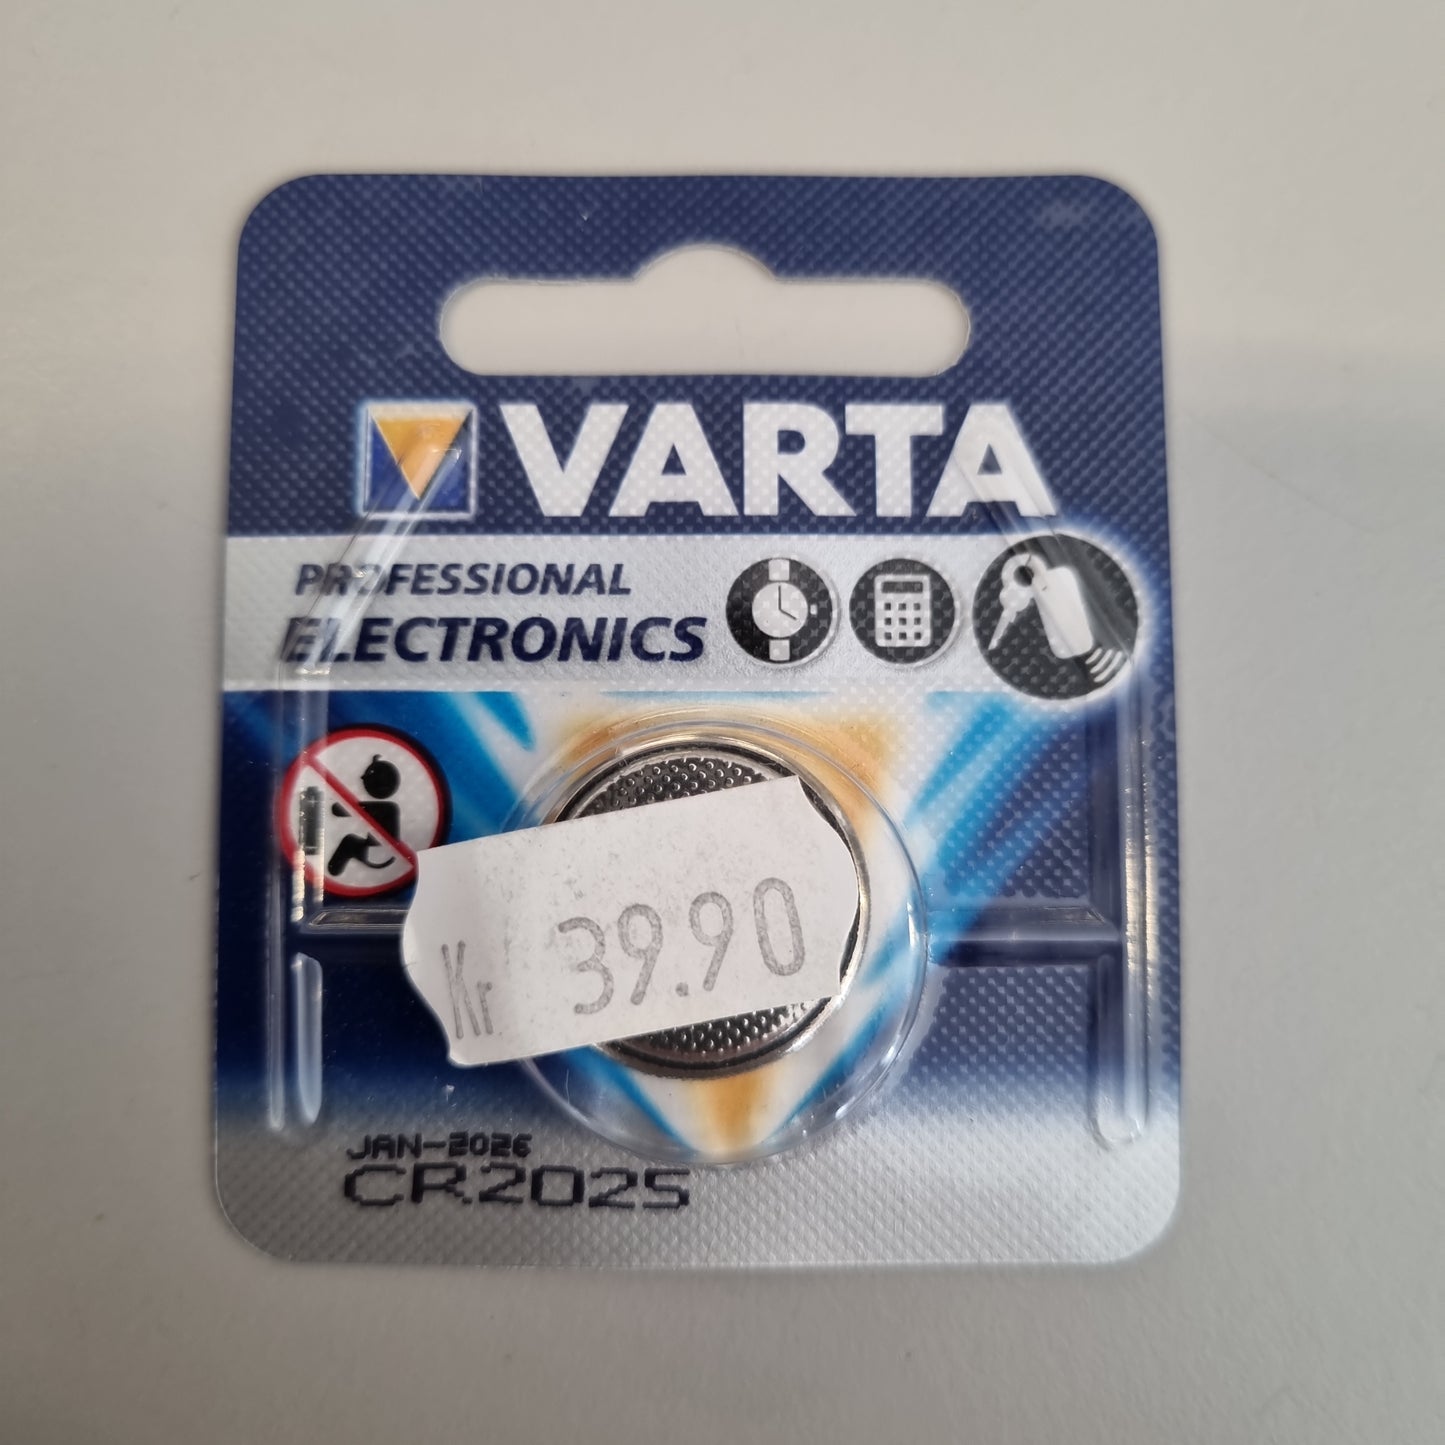 VARTA
PROFESSIONAL
ELECTRONICS
Kr 39.90
JAN-2026
CR2025